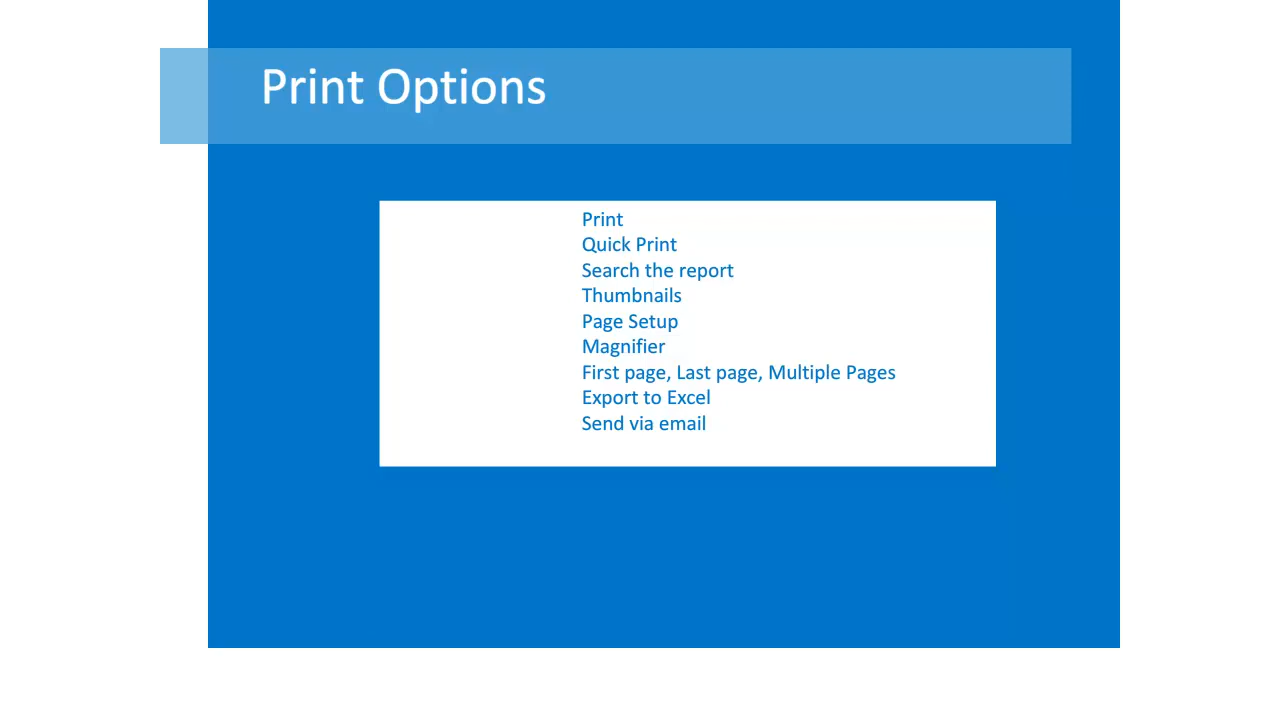 Print Options
Print
Quick Print
Search the report
Thumbnails
Page Setup
Magnifier
First page, Last page, Multiple Pages
Export to Excel
Send via email